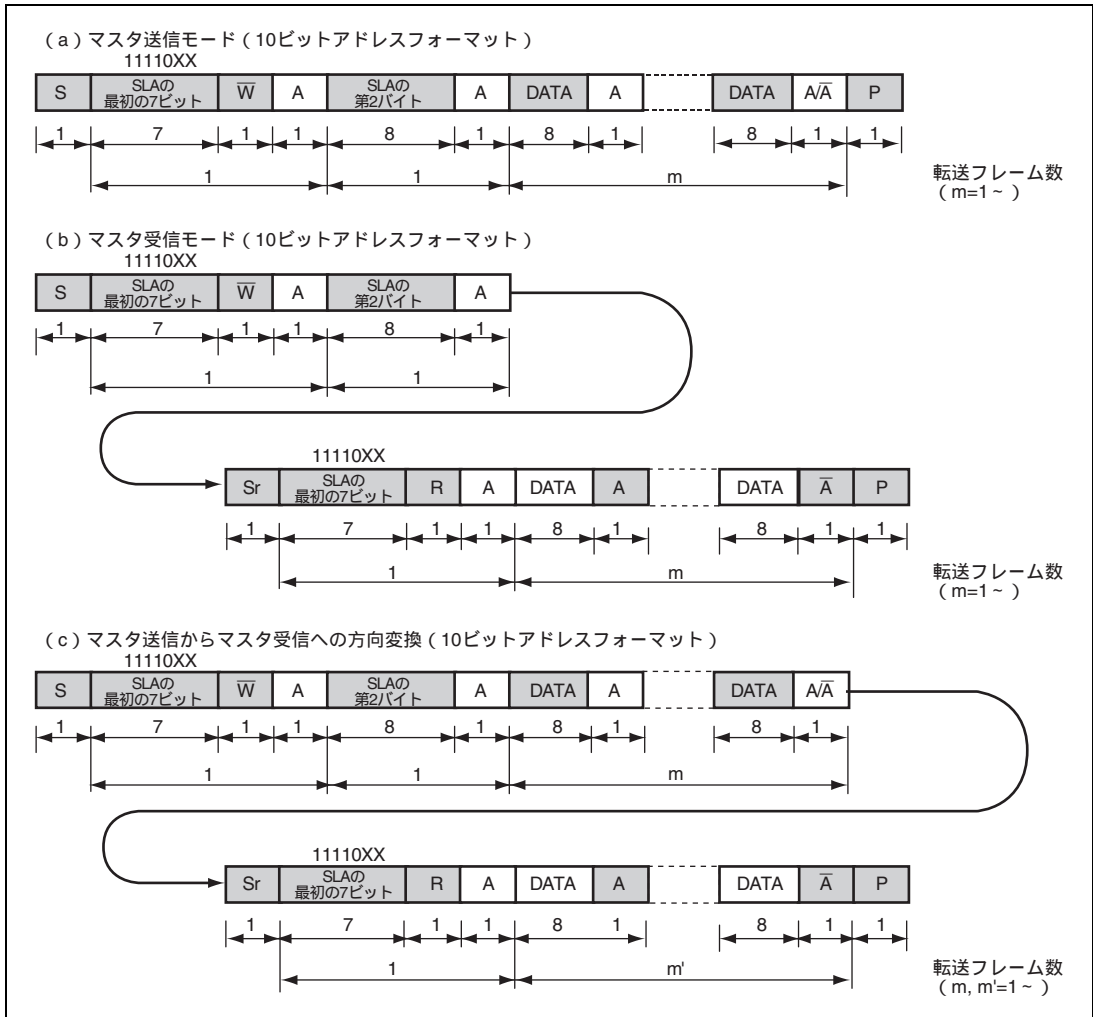 (a)マスタ送信モード(10ビットアドレスフォーマット)
11110XX
S SLAの最初の7ビット W̅ A SLAの第2バイト A DATA A DATA A/A̅ P
1 7 1 1 8 1 8 1 8 1 1
1 1 m
転送フレーム数
(m=1~)
(b)マスタ受信モード(10ビットアドレスフォーマット)
11110XX
S SLAの最初の7ビット W̅ A SLAの第2バイト A
1 7 1 1 8 1
1 1
11110XX
Sr SLAの最初の7ビット R A DATA A DATA A̅ P
1 7 1 1 8 1 8 1 1
1 m
転送フレーム数
(m=1~)
(c)マスタ送信からマスタ受信への方向変換(10ビットアドレスフォーマット)
11110XX
S SLAの最初の7ビット W̅ A SLAの第2バイト A DATA A DATA A/A̅
1 7 1 1 8 1 8 1 8 1
1 1 m
11110XX
Sr SLAの最初の7ビット R A DATA A DATA A̅ P
1 7 1 1 8 1 8 1 1
1 m'
転送フレーム数
(m, m'=1~)